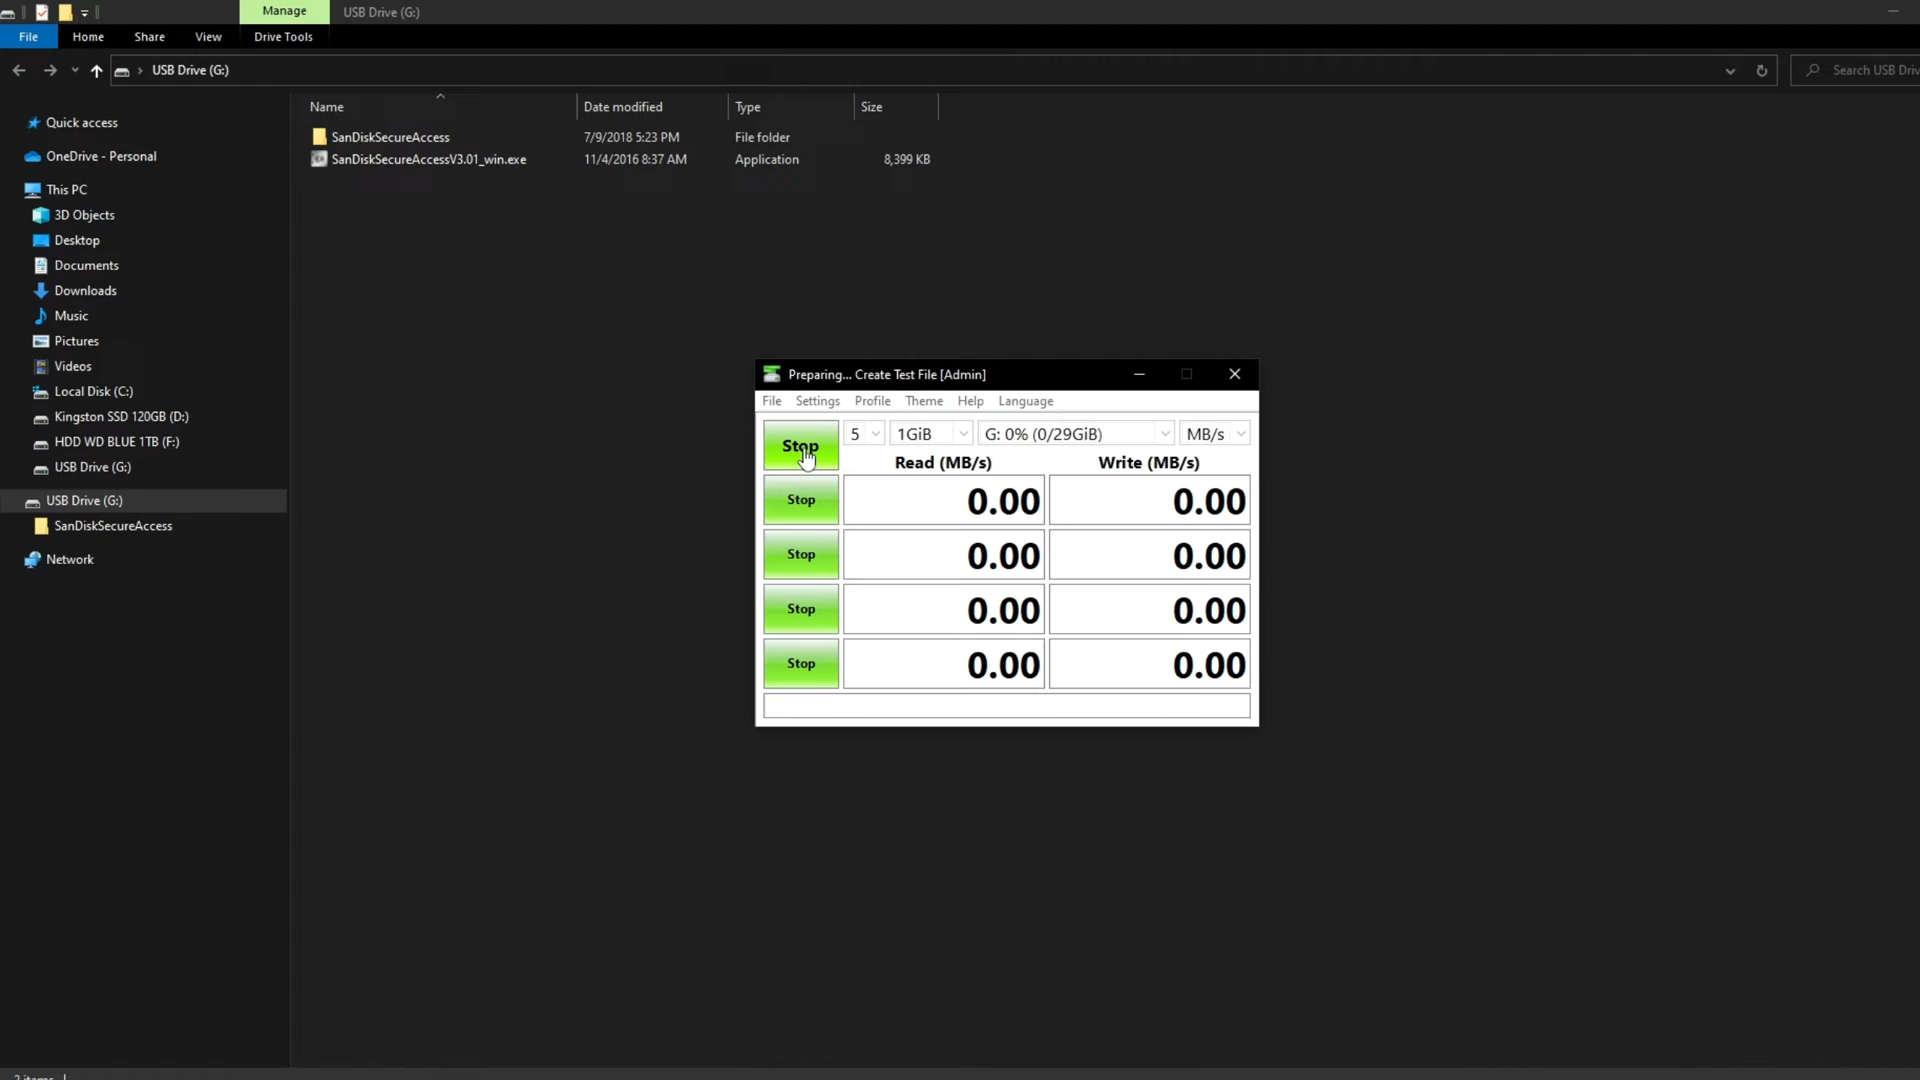 Manage
USB Drive (G:)
File
Home
Share
View
Drive Tools
USB Drive (G:)
Search USB Driv
Name
Date modified
Type
Size
SanDiskSecureAccess
7/9/2018 5:23 PM
File folder
SanDiskSecureAccessV3.01_win.exe
11/4/2016 8:37 AM
Application
8,399 KB
Quick access
OneDrive - Personal
This PC
3D Objects
Desktop
Documents
Downloads
Music
Pictures
Videos
Local Disk (C:)
Kingston SSD 120GB (D:)
HDD WD BLUE 1TB (F:)
USB Drive (G:)
USB Drive (G:)
SanDiskSecureAccess
Network
Preparing... Create Test File [Admin]
File
Settings
Profile
Theme
Help
Language
Stop
5
1GiB
G: 0% (0/29GiB)
MB/s
Read (MB/s)
Write (MB/s)
Stop
0.00
0.00
Stop
0.00
0.00
Stop
0.00
0.00
Stop
0.00
0.00